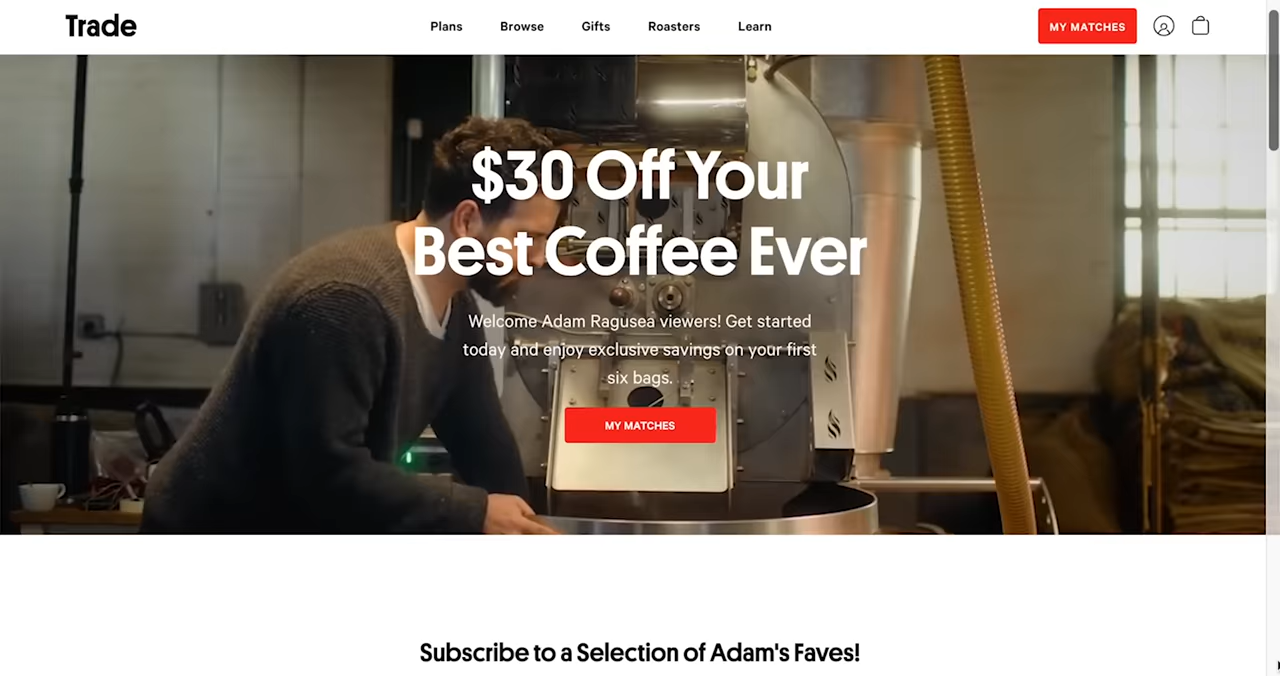 Trade
Plans
Browse
Gifts
Roasters
Learn
MY MATCHES
$30 Off Your
Best Coffee Ever
Welcome Adam Ragusea viewers! Get started
today and enjoy exclusive savings on your first
six bags.
MY MATCHES
Subscribe to a Selection of Adam's Faves!